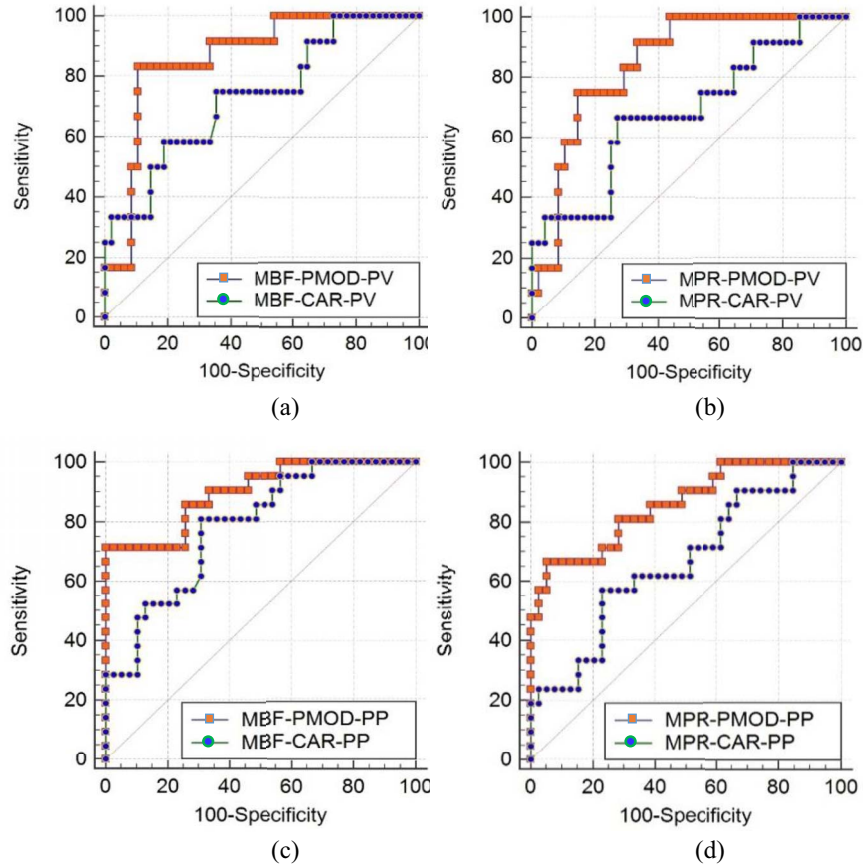 100
80
60
40
20
0
Sensitivity
MBF-PMOD-PV
MBF-CAR-PV
0 20 40 60 80 100
100-Specificity
(a)
100
80
60
40
20
0
Sensitivity
MPR-PMOD-PV
MPR-CAR-PV
0 20 40 60 80 100
100-Specificity
(b)
100
80
60
40
20
0
Sensitivity
MBF-PMOD-PP
MBF-CAR-PP
0 20 40 60 80 100
100-Specificity
(c)
100
80
60
40
20
0
Sensitivity
MPR-PMOD-PP
MPR-CAR-PP
0 20 40 60 80 100
100-Specificity
(d)